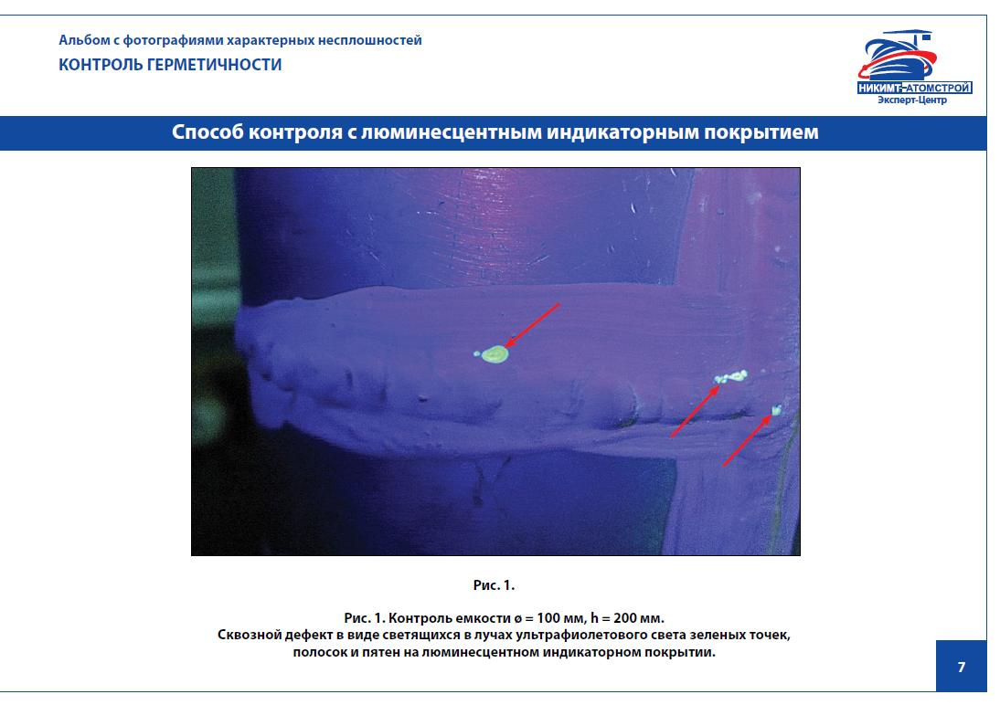 Альбом с фотографиями характерных несплошностей
КОНТРОЛЬ ГЕРМЕТИЧНОСТИ
НИКИМТ-АТОМСТРОЙ
Эксперт-Центр
Способ контроля с люминесцентным индикаторным покрытием
Рис. 1.
Рис. 1. Контроль емкости ø = 100 мм, h = 200 мм.
Сквозной дефект в виде светящихся в лучах ультрафиолетового света зеленых точек,
полосок и пятен на люминесцентном индикаторном покрытии.
7